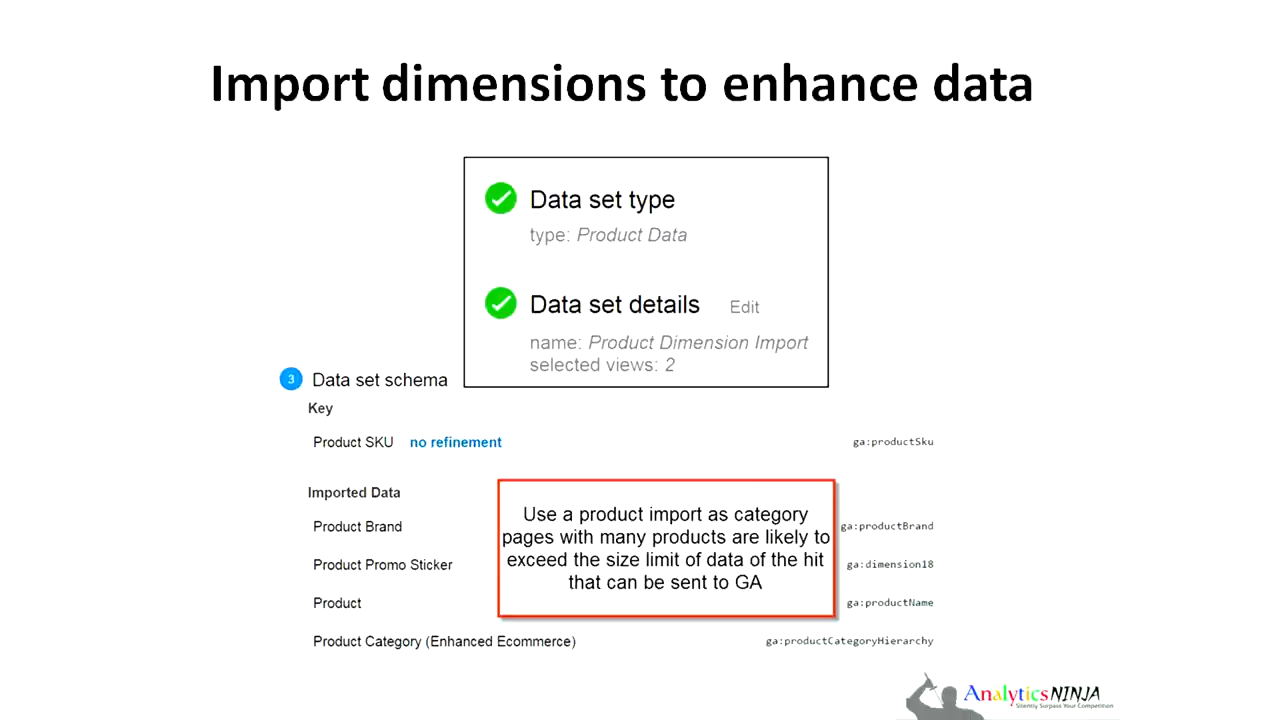 Import dimensions to enhance data
Data set type
type: Product Data
Data set details Edit
name: Product Dimension Import
selected views: 2
3 Data set schema
Key
Product SKU no refinement ga:productSku
Imported Data
Use a product import as category
pages with many products are likely to
exceed the size limit of data of the hit
that can be sent to GA
Product Brand ga:productBrand
Product Promo Sticker ga:dimension18
Product ga:productName
Product Category (Enhanced Ecommerce) ga:productCategoryHierarchy
AnalyticsNINJA
Silently Surpass Your Competition